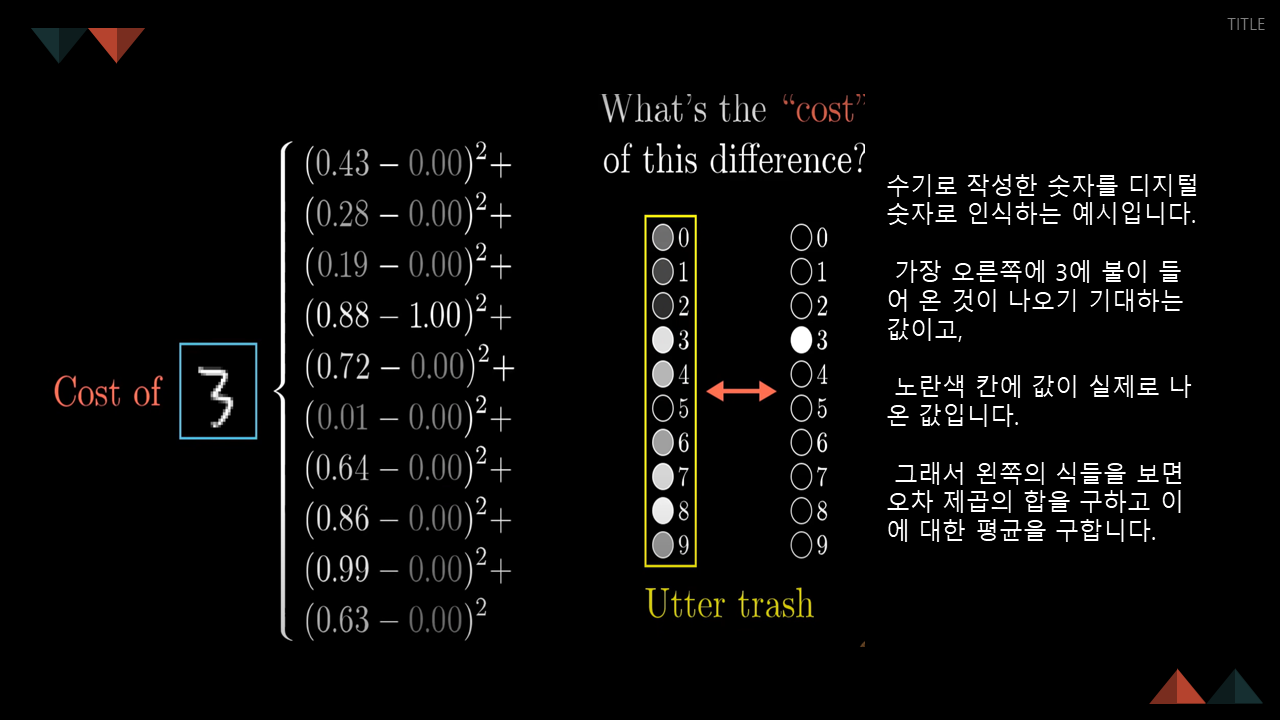 TITLE
What's the “cost”
of this difference?
Cost of 3
(0.43 − 0.00)²+
(0.28 − 0.00)²+
(0.19 − 0.00)²+
(0.88 − 1.00)²+
(0.72 − 0.00)²+
(0.01 − 0.00)²+
(0.64 − 0.00)²+
(0.86 − 0.00)²+
(0.99 − 0.00)²+
(0.63 − 0.00)²
0 0
1 1
2 2
3 3
4 4
5 5
6 6
7 7
8 8
9 9
Utter trash
수기로 작성한 숫자를 디지털
숫자로 인식하는 예시입니다.
가장 오른쪽에 3에 불이 들
어 온 것이 나오기 기대하는
값이고,
노란색 칸에 값이 실제로 나
온 값입니다.
그래서 왼쪽의 식들을 보면
오차 제곱의 합을 구하고 이
에 대한 평균을 구합니다.